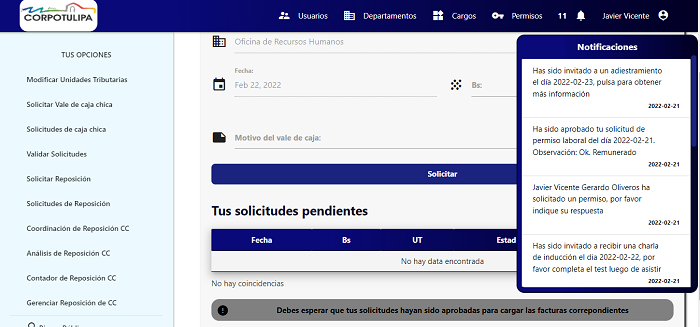 CORPOTULIPA
Usuarios
Departamentos
Cargos
Permisos
11
Javier Vicente
TUS OPCIONES
Modificar Unidades Tributarias
Solicitar Vale de caja chica
Solicitudes de caja chica
Validar Solicitudes
Solicitar Reposición
Solicitudes de Reposición
Coordinación de Reposición CC
Análisis de Reposición CC
Contador de Reposición CC
Gerenciar Reposición de CC
Oficina de Recursos Humanos
Fecha:
Feb 22, 2022
Bs:
Motivo del vale de caja:
Solicitar
Tus solicitudes pendientes
Fecha
Bs
UT
Estad
No hay data encontrada
No hay coincidencias
Debes esperar que tus solicitudes hayan sido aprobadas para cargar las facturas correpondientes
Notificaciones
Has sido invitado a un adiestramiento
el día 2022-02-23, pulsa para obtener
más información
2022-02-21
Ha sido aprobado tu solicitud de
permiso laboral del día 2022-02-21.
Observación: Ok. Remunerado
2022-02-21
Javier Vicente Gerardo Oliveros ha
solicitado un permiso, por favor
indique su respuesta
2022-02-21
Has sido invitado a recibir una charla
de inducción el dia 2022-02-22, por
favor completa el test luego de asistir
2022-02-21